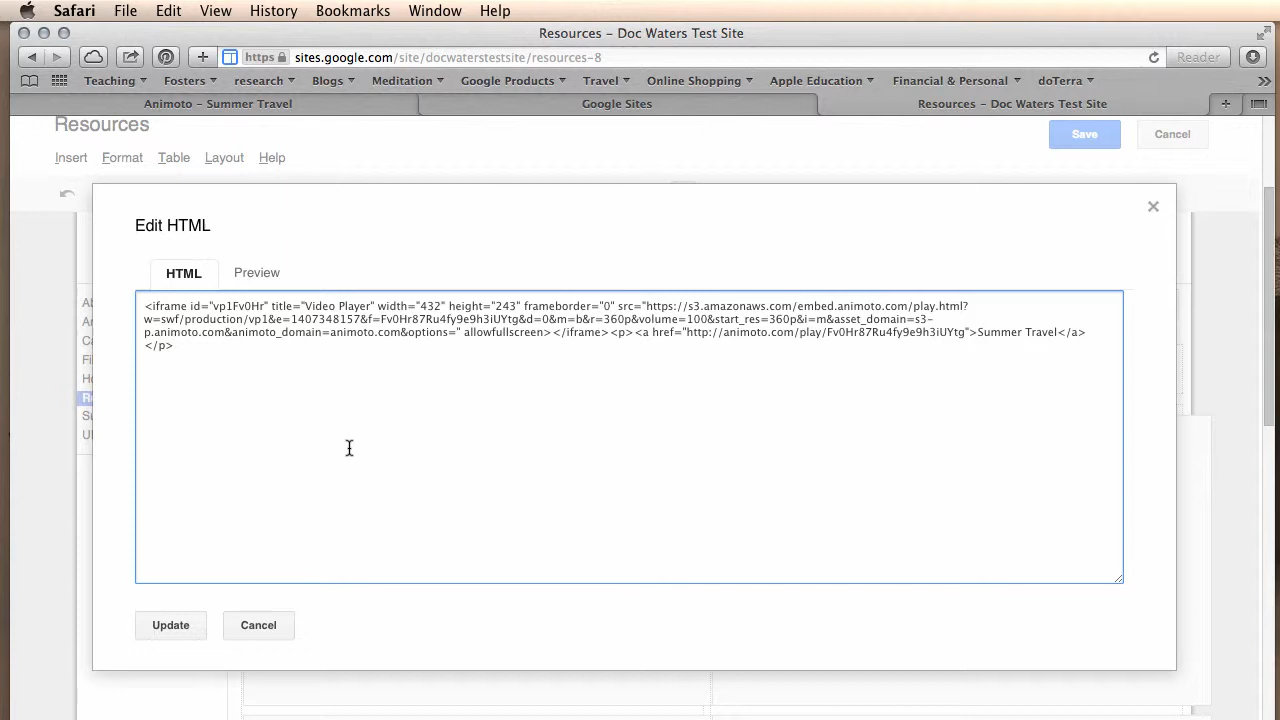 Safari File Edit View History Bookmarks Window Help
Resources – Doc Waters Test Site
https sites.google.com/site/docwaterstestsite/resources-8 Reader
Teaching Fosters research Blogs Meditation Google Products Travel Online Shopping Apple Education Financial & Personal doTerra
Animoto – Summer Travel Google Sites Resources – Doc Waters Test Site +
Resources
Save Cancel
Insert Format Table Layout Help
Edit HTML
HTML Preview
<iframe id="vp1Fv0Hr" title="Video Player" width="432" height="243" frameborder="0" src="https://s3.amazonaws.com/embed.animoto.com/play.html?
w=swf/production/vp1&e=1407348157&f=Fv0Hr87Ru4fy9e9h3iUYtg&d=0&m=b&r=360p&volume=100&start_res=360p&i=m&asset_domain=s3-
p.animoto.com&animoto_domain=animoto.com&options=" allowfullscreen></iframe><p><a href="http://animoto.com/play/Fv0Hr87Ru4fy9e9h3iUYtg">Summer Travel</a>
</p>
Update Cancel